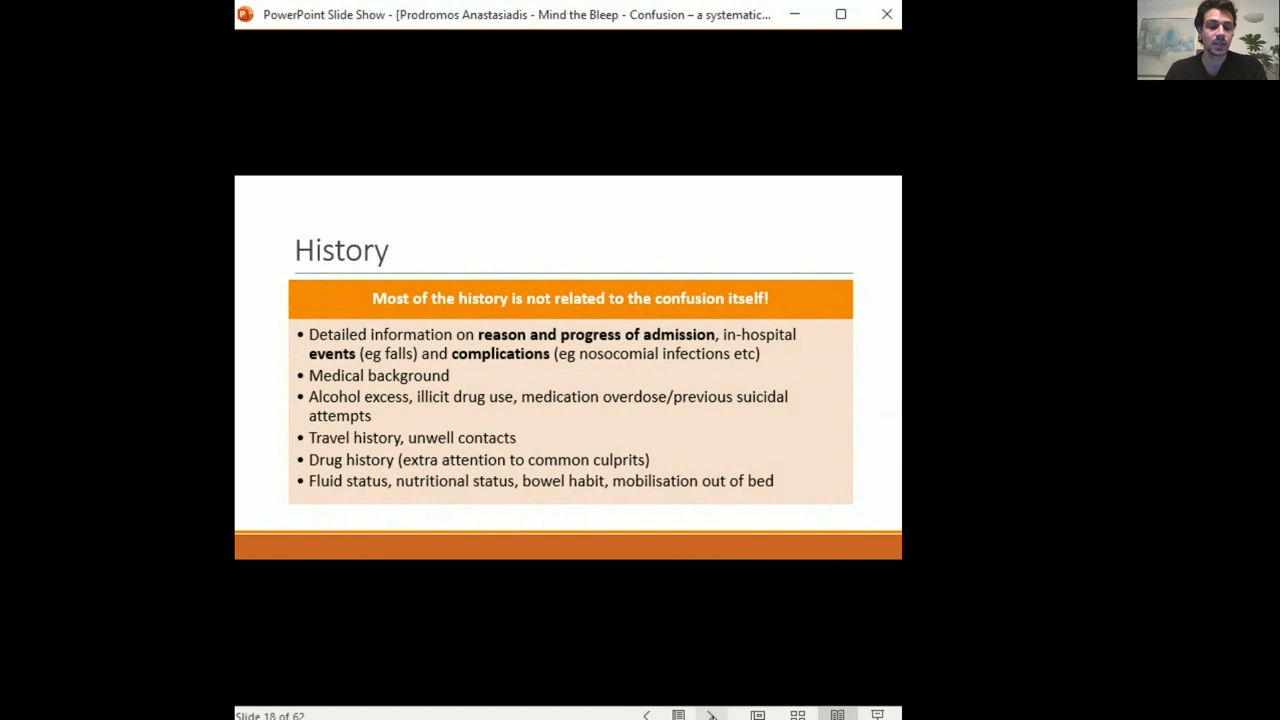 PowerPoint Slide Show - [Prodromos Anastasiadis - Mind the Bleep - Confusion – a systematic...
History
Most of the history is not related to the confusion itself!
• Detailed information on reason and progress of admission, in-hospital
events (eg falls) and complications (eg nosocomial infections etc)
• Medical background
• Alcohol excess, illicit drug use, medication overdose/previous suicidal
attempts
• Travel history, unwell contacts
• Drug history (extra attention to common culprits)
• Fluid status, nutritional status, bowel habit, mobilisation out of bed
Slide 18 of 62